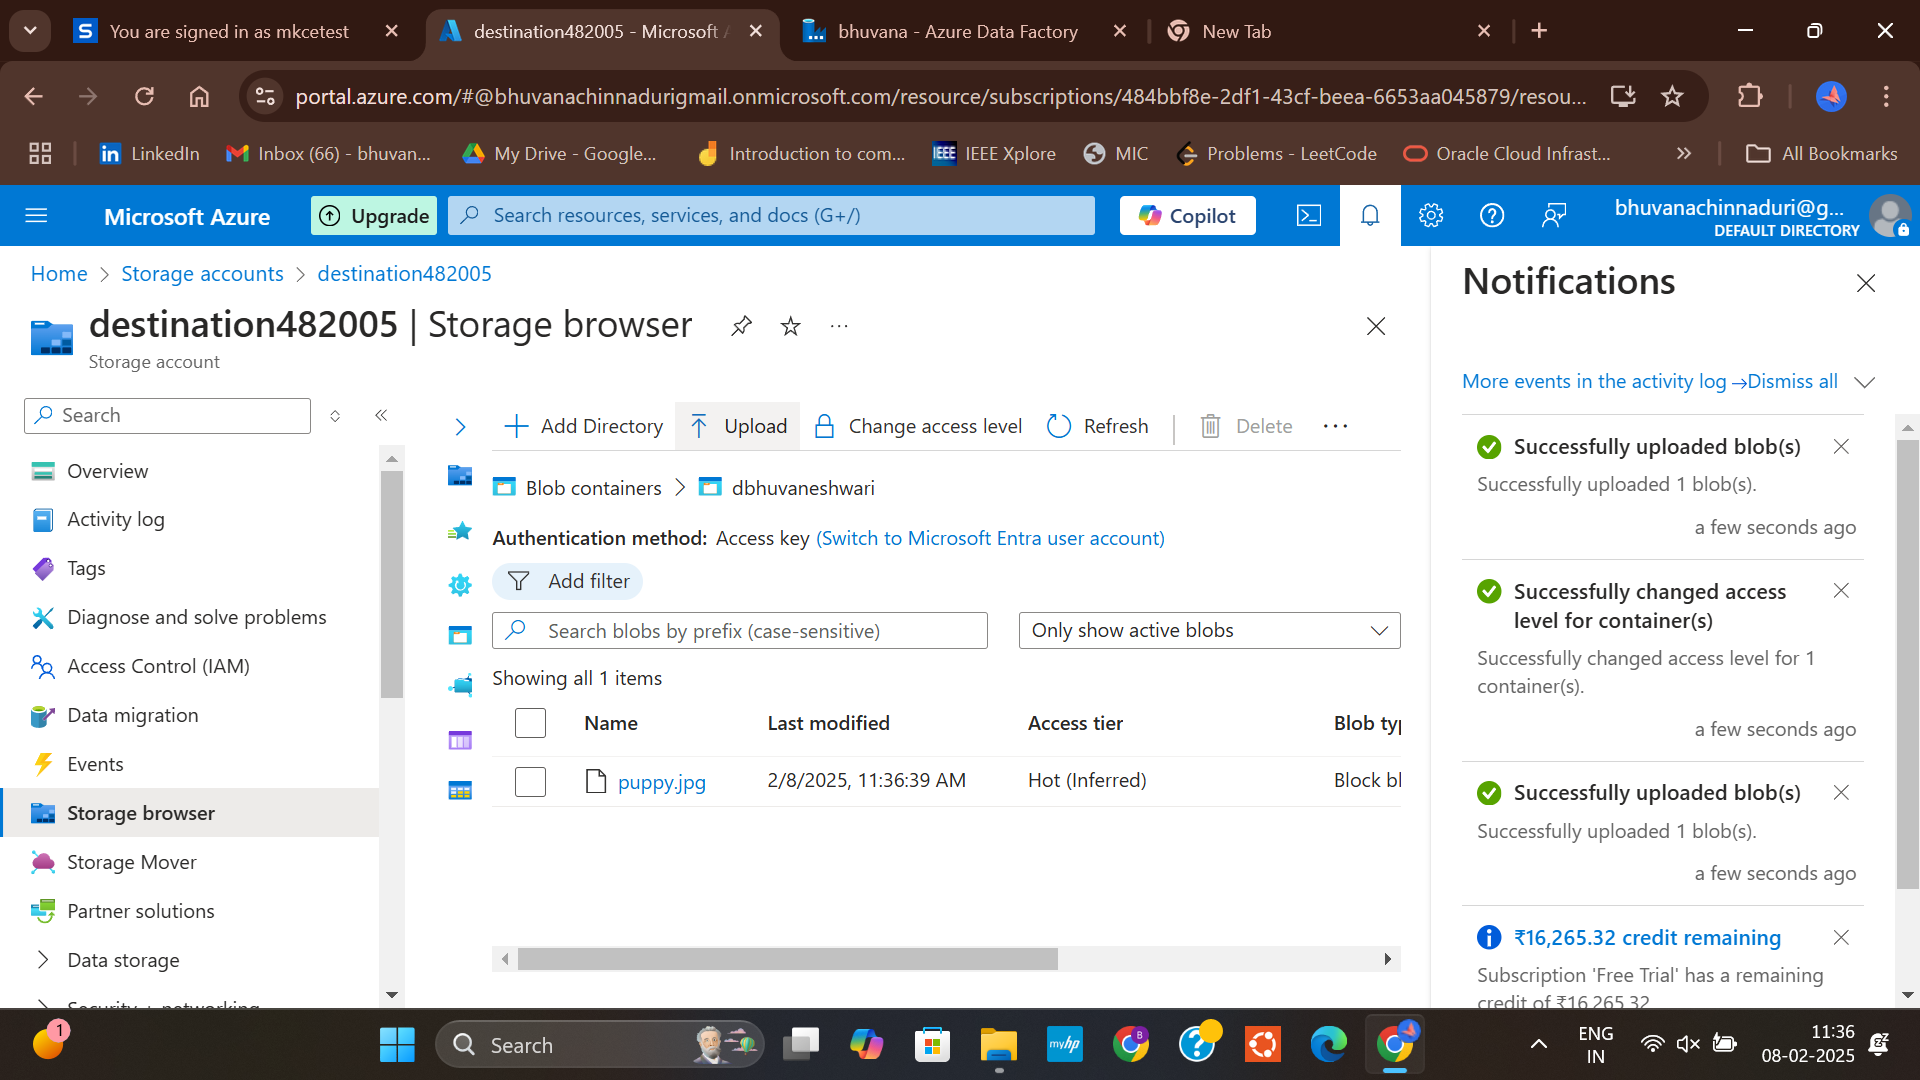 You are signed in as mkcetest
destination482005 - Microsoft A
bhuvana - Azure Data Factory
New Tab
portal.azure.com/#@bhuvanachinnadurigmail.onmicrosoft.com/resource/subscriptions/484bbf8e-2df1-43cf-beea-6653aa045879/resou...
LinkedIn
Inbox (66) - bhuvan...
My Drive - Google...
Introduction to com...
IEEE
IEEE Xplore
MIC
Problems - LeetCode
Oracle Cloud Infrast...
All Bookmarks
Microsoft Azure
Upgrade
Search resources, services, and docs (G+/)
Copilot
bhuvanachinnaduri@g...
DEFAULT DIRECTORY
Home > Storage accounts > destination482005
destination482005 | Storage browser
Storage account
Search
Overview
Activity log
Tags
Diagnose and solve problems
Access Control (IAM)
Data migration
Events
Storage browser
Storage Mover
Partner solutions
Data storage
Security + networking
Add Directory
Upload
Change access level
Refresh
Delete
Blob containers > dbhuvaneshwari
Authentication method: Access key (Switch to Microsoft Entra user account)
Add filter
Search blobs by prefix (case-sensitive)
Only show active blobs
Showing all 1 items
Name Last modified Access tier Blob typ
puppy.jpg 2/8/2025, 11:36:39 AM Hot (Inferred) Block bl
Notifications
More events in the activity log →
Dismiss all
Successfully uploaded blob(s)
Successfully uploaded 1 blob(s).
a few seconds ago
Successfully changed access
level for container(s)
Successfully changed access level for 1
container(s).
a few seconds ago
Successfully uploaded blob(s)
Successfully uploaded 1 blob(s).
a few seconds ago
₹16,265.32 credit remaining
Subscription 'Free Trial' has a remaining
credit of ₹16,265.32
1
Search
myhp
B
ENG
IN
11:36
08-02-2025